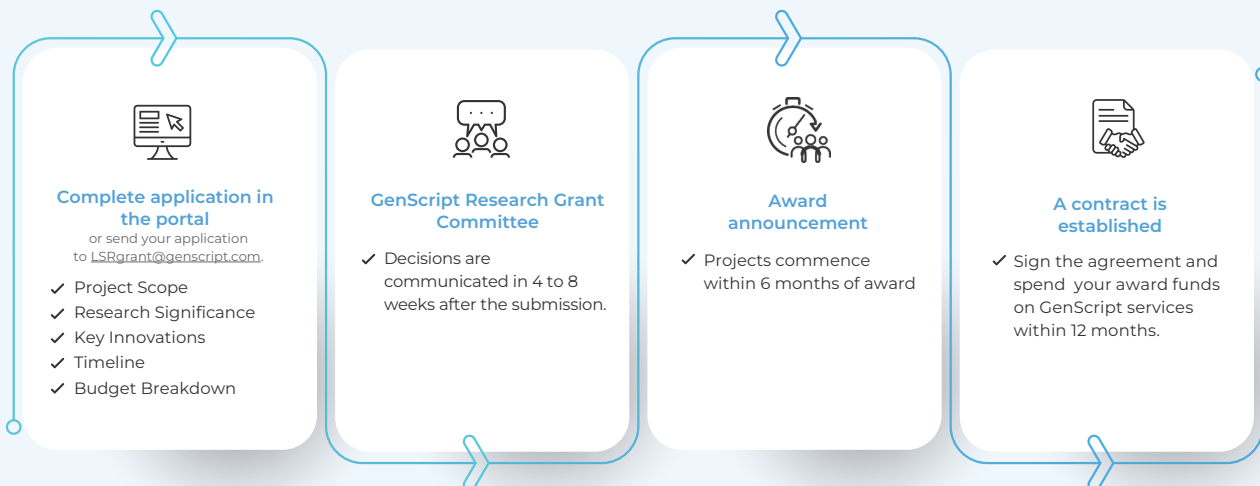 Complete application in
the portal
or send your application
to LSRgrant@genscript.com.
Project Scope
Research Significance
Key Innovations
Timeline
Budget Breakdown
GenScript Research Grant
Committee
Decisions are
communicated in 4 to 8
weeks after the submission.
Award
announcement
Projects commence
within 6 months of award
A contract is
established
Sign the agreement and
spend  your award funds
on GenScript services
within 12 months.